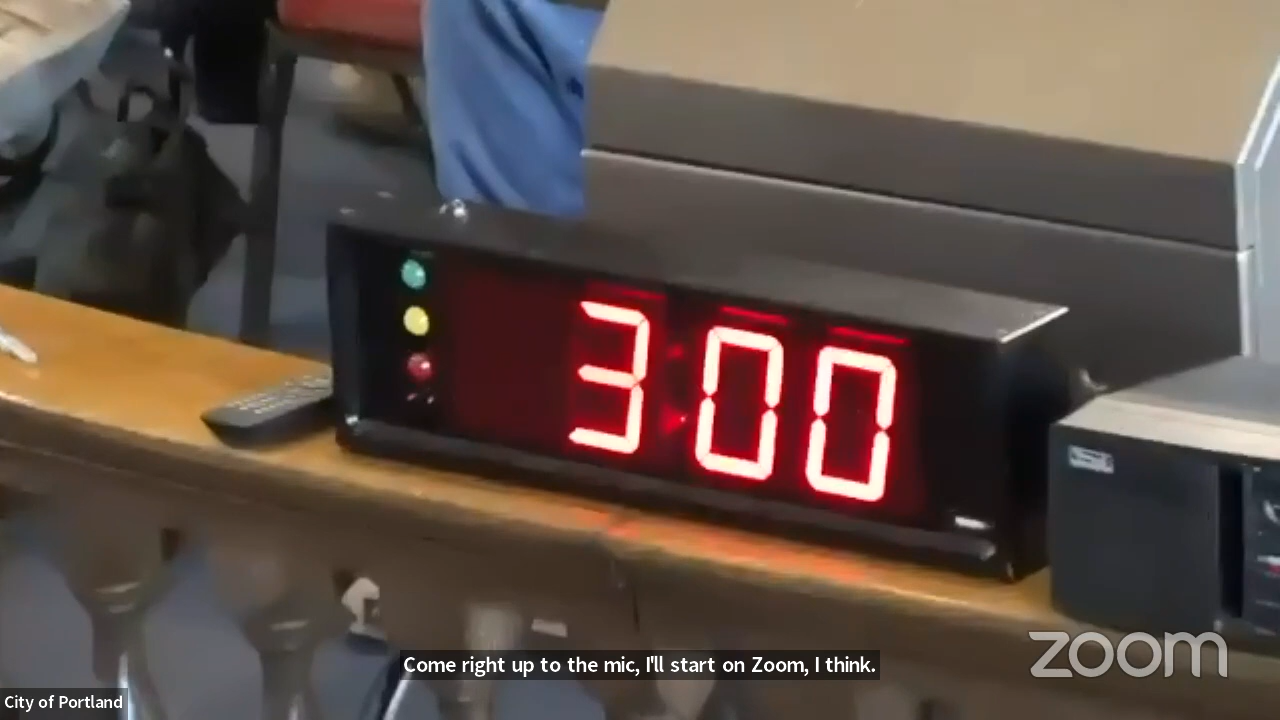 300
Come right up to the mic, I'll start on Zoom, I think.
zoom
City of Portland